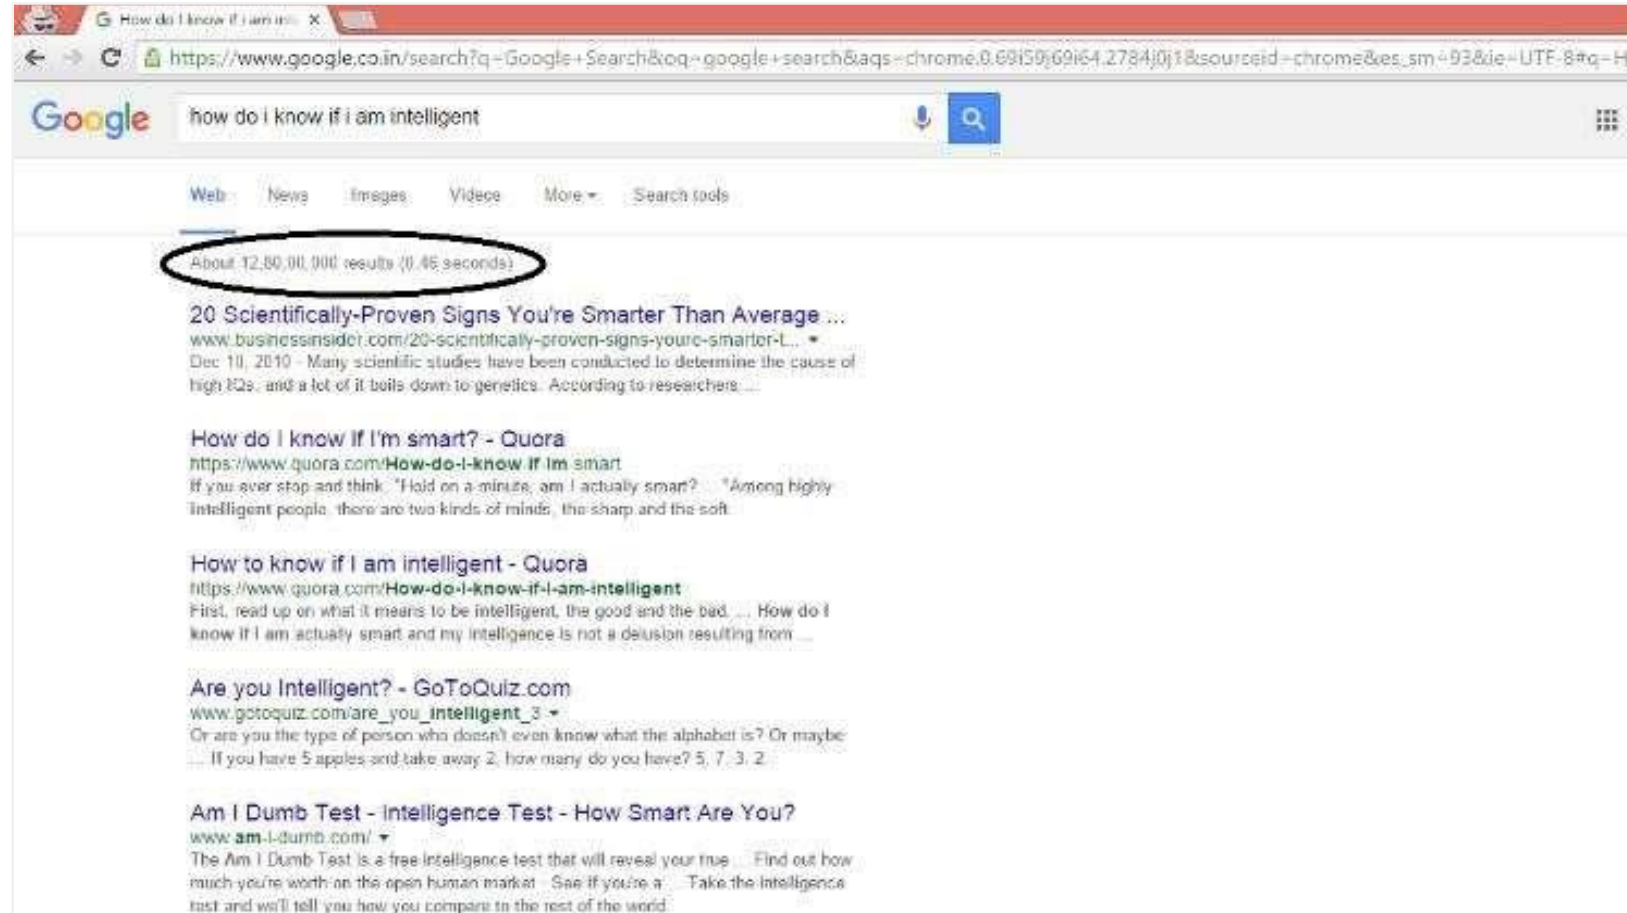 G How do I know if i am inte X
https://www.google.co.in/search?q=Google+Search&oq=google+search&aqs=chrome.0.69i59j69i64.2784j0j1&sourceid=chrome&es_sm=93&ie=UTF-8#q=H
Google how do i know if i am intelligent
Web News Images Videos More Search tools
About 12,80,00,000 results (0.46 seconds)
20 Scientifically-Proven Signs You're Smarter Than Average ...
www.businessinsider.com/20-scientifically-proven-signs-youre-smarter-t...
Dec 10, 2010 - Many scientific studies have been conducted to determine the cause of
high IQs, and a lot of it boils down to genetics. According to researchers ...
How do I know if I'm smart? - Quora
https://www.quora.com/How-do-I-know-if-Im-smart
If you ever stop and think, "Hold on a minute, am I actually smart? ... "Among highly
intelligent people, there are two kinds of minds, the sharp and the soft.
How to know if I am intelligent - Quora
https://www.quora.com/How-do-I-know-if-I-am-intelligent
First, read up on what it means to be intelligent, the good and the bad. ... How do I
know if I am actually smart and my intelligence is not a delusion resulting from ...
Are you Intelligent? - GoToQuiz.com
www.gotoquiz.com/are_you_intelligent_3
Or are you the type of person who doesn't even know what the alphabet is? Or maybe
... If you have 5 apples and take away 2, how many do you have? 5. 7. 3. 2.
Am I Dumb Test - Intelligence Test - How Smart Are You?
www.am-i-dumb.com/
The Am I Dumb Test is a free intelligence test that will reveal your true ... Find out how
much you're worth on the open human market. See if you're a ... Take the intelligence
test and we'll tell you how you compare to the rest of the world.